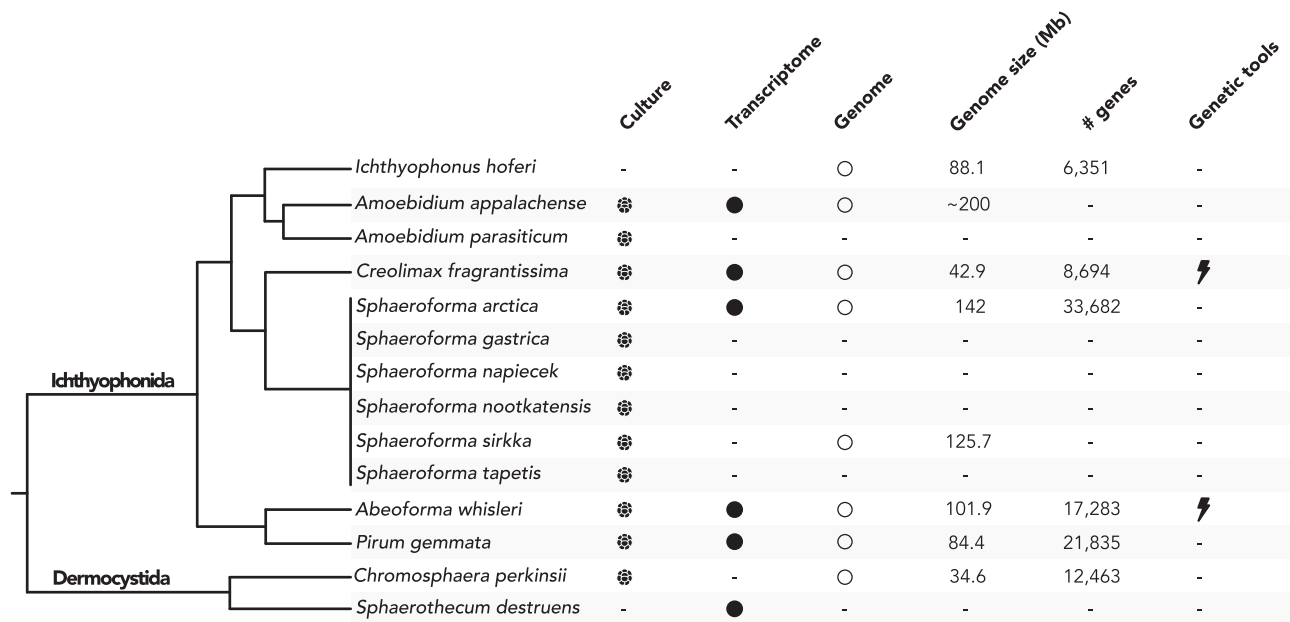 Culture Transcriptome Genome Genome size (Mb) # genes Genetic tools
Ichthyophonus hoferi - - 88.1 6,351 -
Amoebidium appalachense ~200 - -
Amoebidium parasiticum - - - - -
Creolimax fragrantissima 42.9 8,694
Sphaeroforma arctica 142 33,682 -
Sphaeroforma gastrica - - - - -
Sphaeroforma napiecek - - - - -
Ichthyophonida
Sphaeroforma nootkatensis - - - - -
Sphaeroforma sirkka - 125.7 - -
Sphaeroforma tapetis - - - - -
Abeoforma whisleri 101.9 17,283
Pirum gemmata 84.4 21,835 -
Dermocystida
Chromosphaera perkinsii - 34.6 12,463 -
Sphaerothecum destruens - - - - -